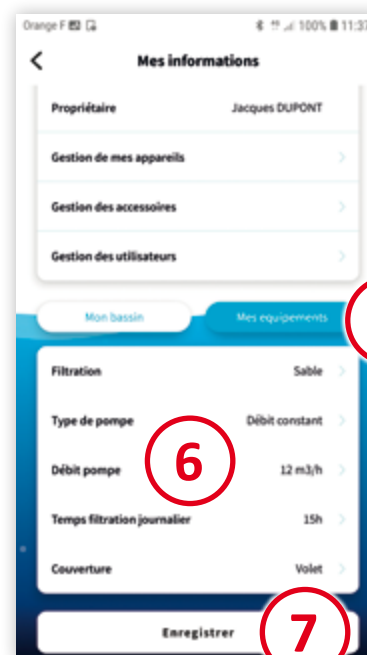 Orange F 100% 11:37
Mes informations
Propriétaire Jacques DUPONT
Gestion de mes appareils
Gestion des accessoires
Gestion des utilisateurs
Mon bassin Mes equipements
Filtration Sable
Type de pompe Débit constant
6
Débit pompe 12 m3/h
Temps filtration journalier 15h
Couverture Volet
Enregistrer 7